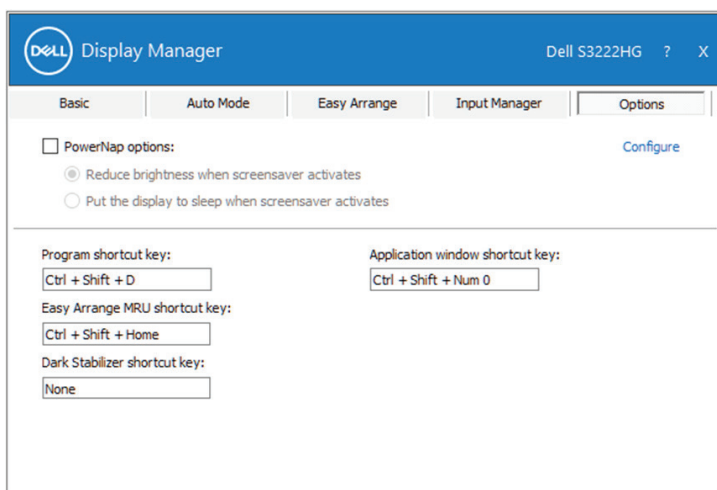 DELL Display Manager Dell S3222HG ? X
Basic Auto Mode Easy Arrange Input Manager Options
PowerNap options: Configure
Reduce brightness when screensaver activates
Put the display to sleep when screensaver activates
Program shortcut key: Application window shortcut key:
Ctrl + Shift + D Ctrl + Shift + Num 0
Easy Arrange MRU shortcut key:
Ctrl + Shift + Home
Dark Stabilizer shortcut key:
None